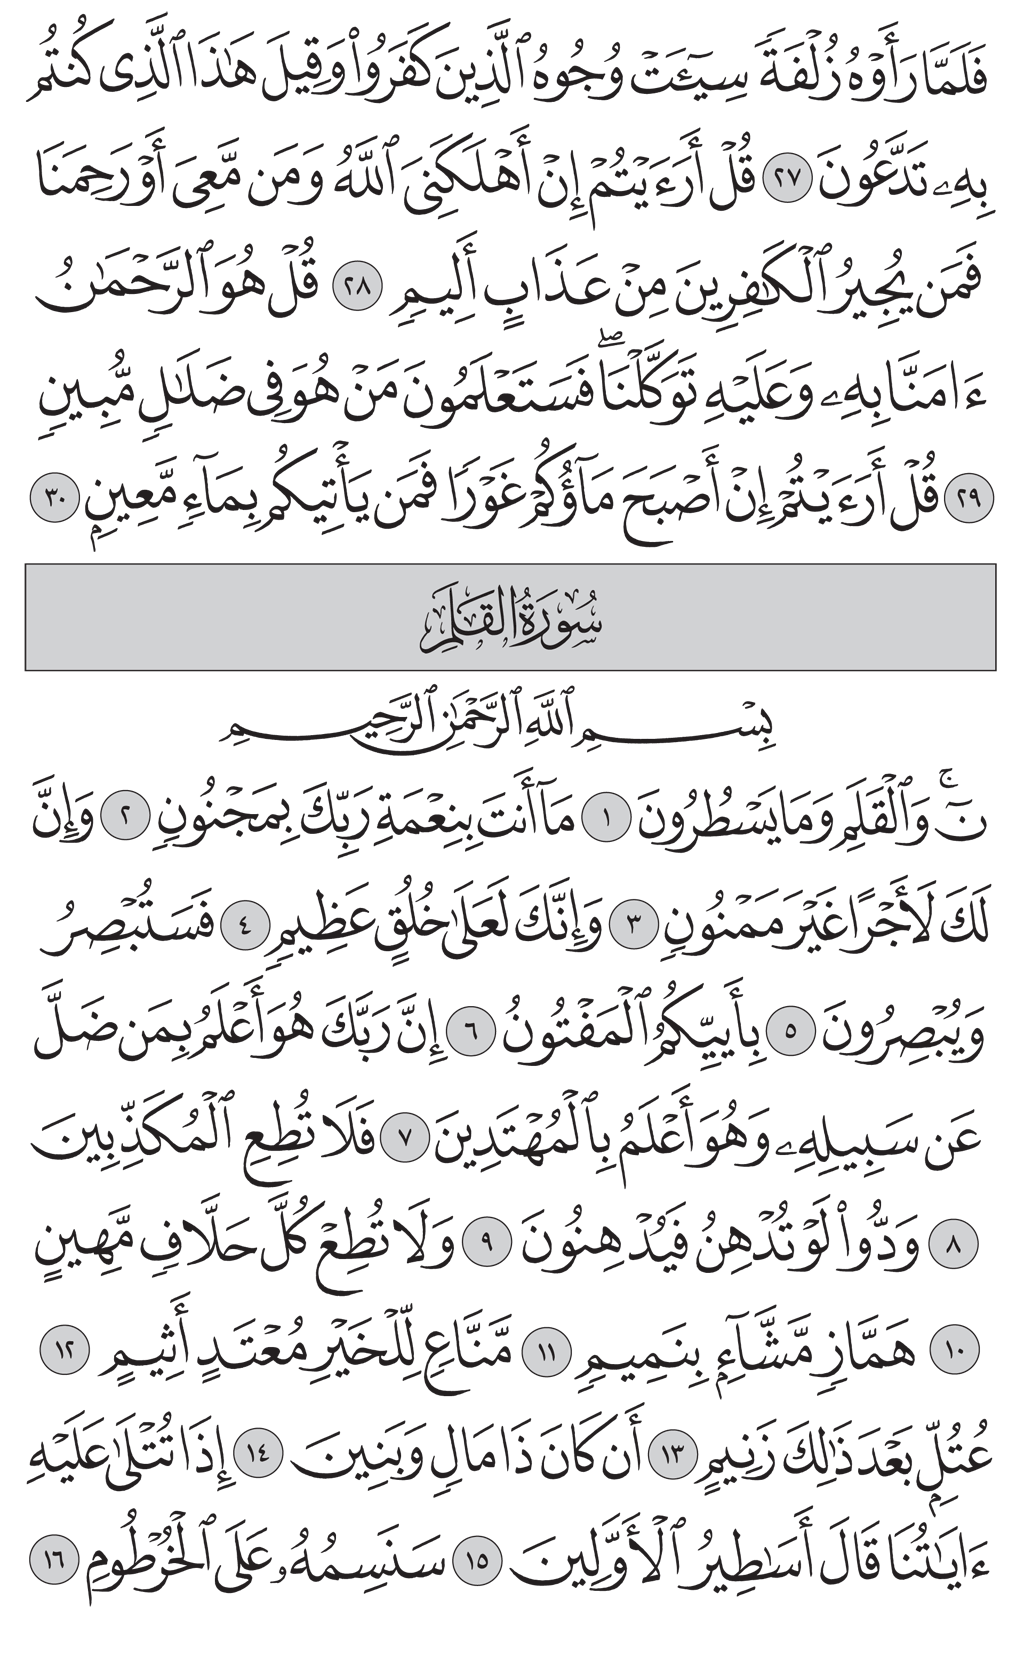 فَلَمَّا رَأَوۡهُ زُلۡفَةٗ سِيٓـَٔتۡ وُجُوهُ ٱلَّذِينَ كَفَرُواْ وَقِيلَ هَٰذَا ٱلَّذِي كُنتُم
بِهِۦ تَدَّعُونَ ٢٧ قُلۡ أَرَءَيۡتُمۡ إِنۡ أَهۡلَكَنِيَ ٱللَّهُ وَمَن مَّعِيَ أَوۡ رَحِمَنَا
فَمَن يُجِيرُ ٱلۡكَٰفِرِينَ مِنۡ عَذَابٍ أَلِيمٖ ٢٨ قُلۡ هُوَ ٱلرَّحۡمَٰنُ
ءَامَنَّا بِهِۦ وَعَلَيۡهِ تَوَكَّلۡنَاۖ فَسَتَعۡلَمُونَ مَنۡ هُوَ فِي ضَلَٰلٖ مُّبِينٖ
٢٩ قُلۡ أَرَءَيۡتُمۡ إِنۡ أَصۡبَحَ مَآؤُكُمۡ غَوۡرٗا فَمَن يَأۡتِيكُم بِمَآءٖ مَّعِينِۭ ٣٠
سُورَةُ القَلَمِ
بِسۡمِ ٱللَّهِ ٱلرَّحۡمَٰنِ ٱلرَّحِيمِ
نٓۚ وَٱلۡقَلَمِ وَمَا يَسۡطُرُونَ ١ مَآ أَنتَ بِنِعۡمَةِ رَبِّكَ بِمَجۡنُونٖ ٢ وَإِنَّ
لَكَ لَأَجۡرًا غَيۡرَ مَمۡنُونٖ ٣ وَإِنَّكَ لَعَلَىٰ خُلُقٍ عَظِيمٖ ٤ فَسَتُبۡصِرُ
وَيُبۡصِرُونَ ٥ بِأَييِّكُمُ ٱلۡمَفۡتُونُ ٦ إِنَّ رَبَّكَ هُوَ أَعۡلَمُ بِمَن ضَلَّ
عَن سَبِيلِهِۦ وَهُوَ أَعۡلَمُ بِٱلۡمُهۡتَدِينَ ٧ فَلَا تُطِعِ ٱلۡمُكَذِّبِينَ
٨ وَدُّواْ لَوۡ تُدۡهِنُ فَيُدۡهِنُونَ ٩ وَلَا تُطِعۡ كُلَّ حَلَّافٖ مَّهِينٍ
١٠ هَمَّازٖ مَّشَّآءِۭ بِنَمِيمٖ ١١ مَّنَّاعٖ لِّلۡخَيۡرِ مُعۡتَدٍ أَثِيمٍ ١٢
عُتُلِّۭ بَعۡدَ ذَٰلِكَ زَنِيمٍ ١٣ أَن كَانَ ذَا مَالٖ وَبَنِينَ ١٤ إِذَا تُتۡلَىٰ عَلَيۡهِ
ءَايَٰتُنَا قَالَ أَسَٰطِيرُ ٱلۡأَوَّلِينَ ١٥ سَنَسِمُهُۥ عَلَى ٱلۡخُرۡطُومِ ١٦